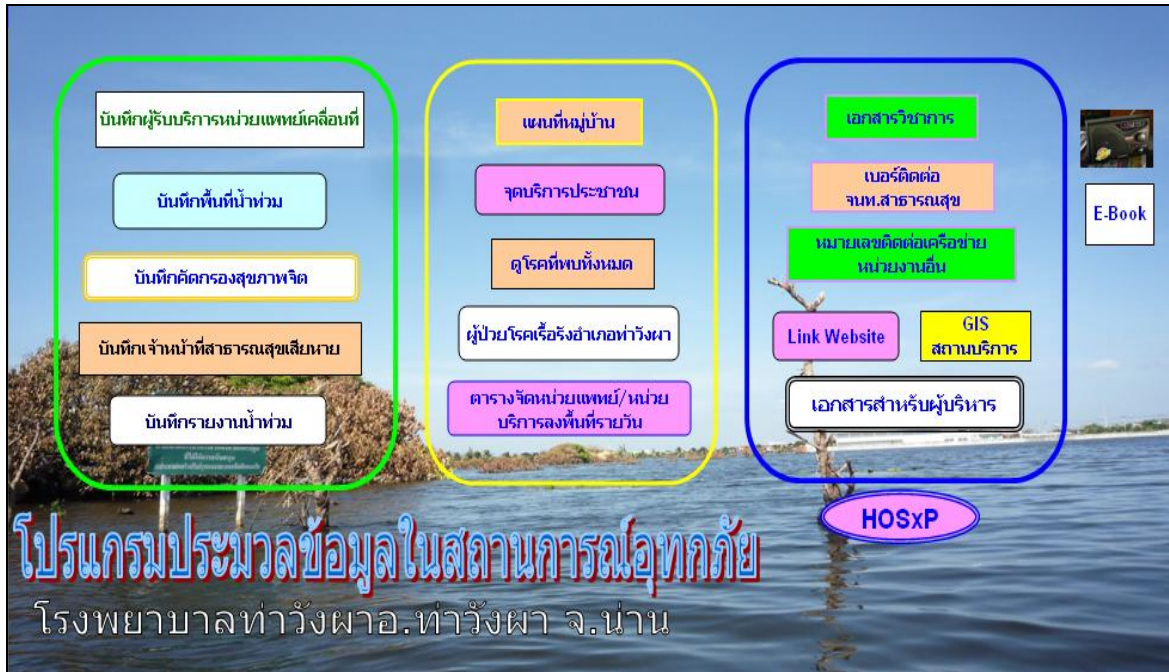 บันทึกผู้รับบริการหน่วยแพทย์เคลื่อนที่
บันทึกพื้นที่น้ำท่วม
บันทึกคัดกรองสุขภาพจิต
บันทึกเจ้าหน้าที่สาธารณสุขเสียหาย
บันทึกรายงานน้ำท่วม
แผนที่หมู่บ้าน
จุดบริการประชาชน
ดูโรคที่พบทั้งหมด
ผู้ป่วยโรคเรื้อรังอำเภอท่าวังผา
ตารางจัดหน่วยแพทย์/หน่วย
บริการลงพื้นที่รายวัน
เอกสารวิชาการ
เบอร์ติดต่อ
จนท.สาธารณสุข
หมายเลขติดต่อเครือข่าย
หน่วยงานอื่น
Link Website
GIS
สถานบริการ
เอกสารสำหรับผู้บริหาร
E-Book
HOSxP
โปรแกรมประมวลข้อมูลในสถานการณ์อุทกภัย
โรงพยาบาลท่าวังผาอ.ท่าวังผา จ.น่าน